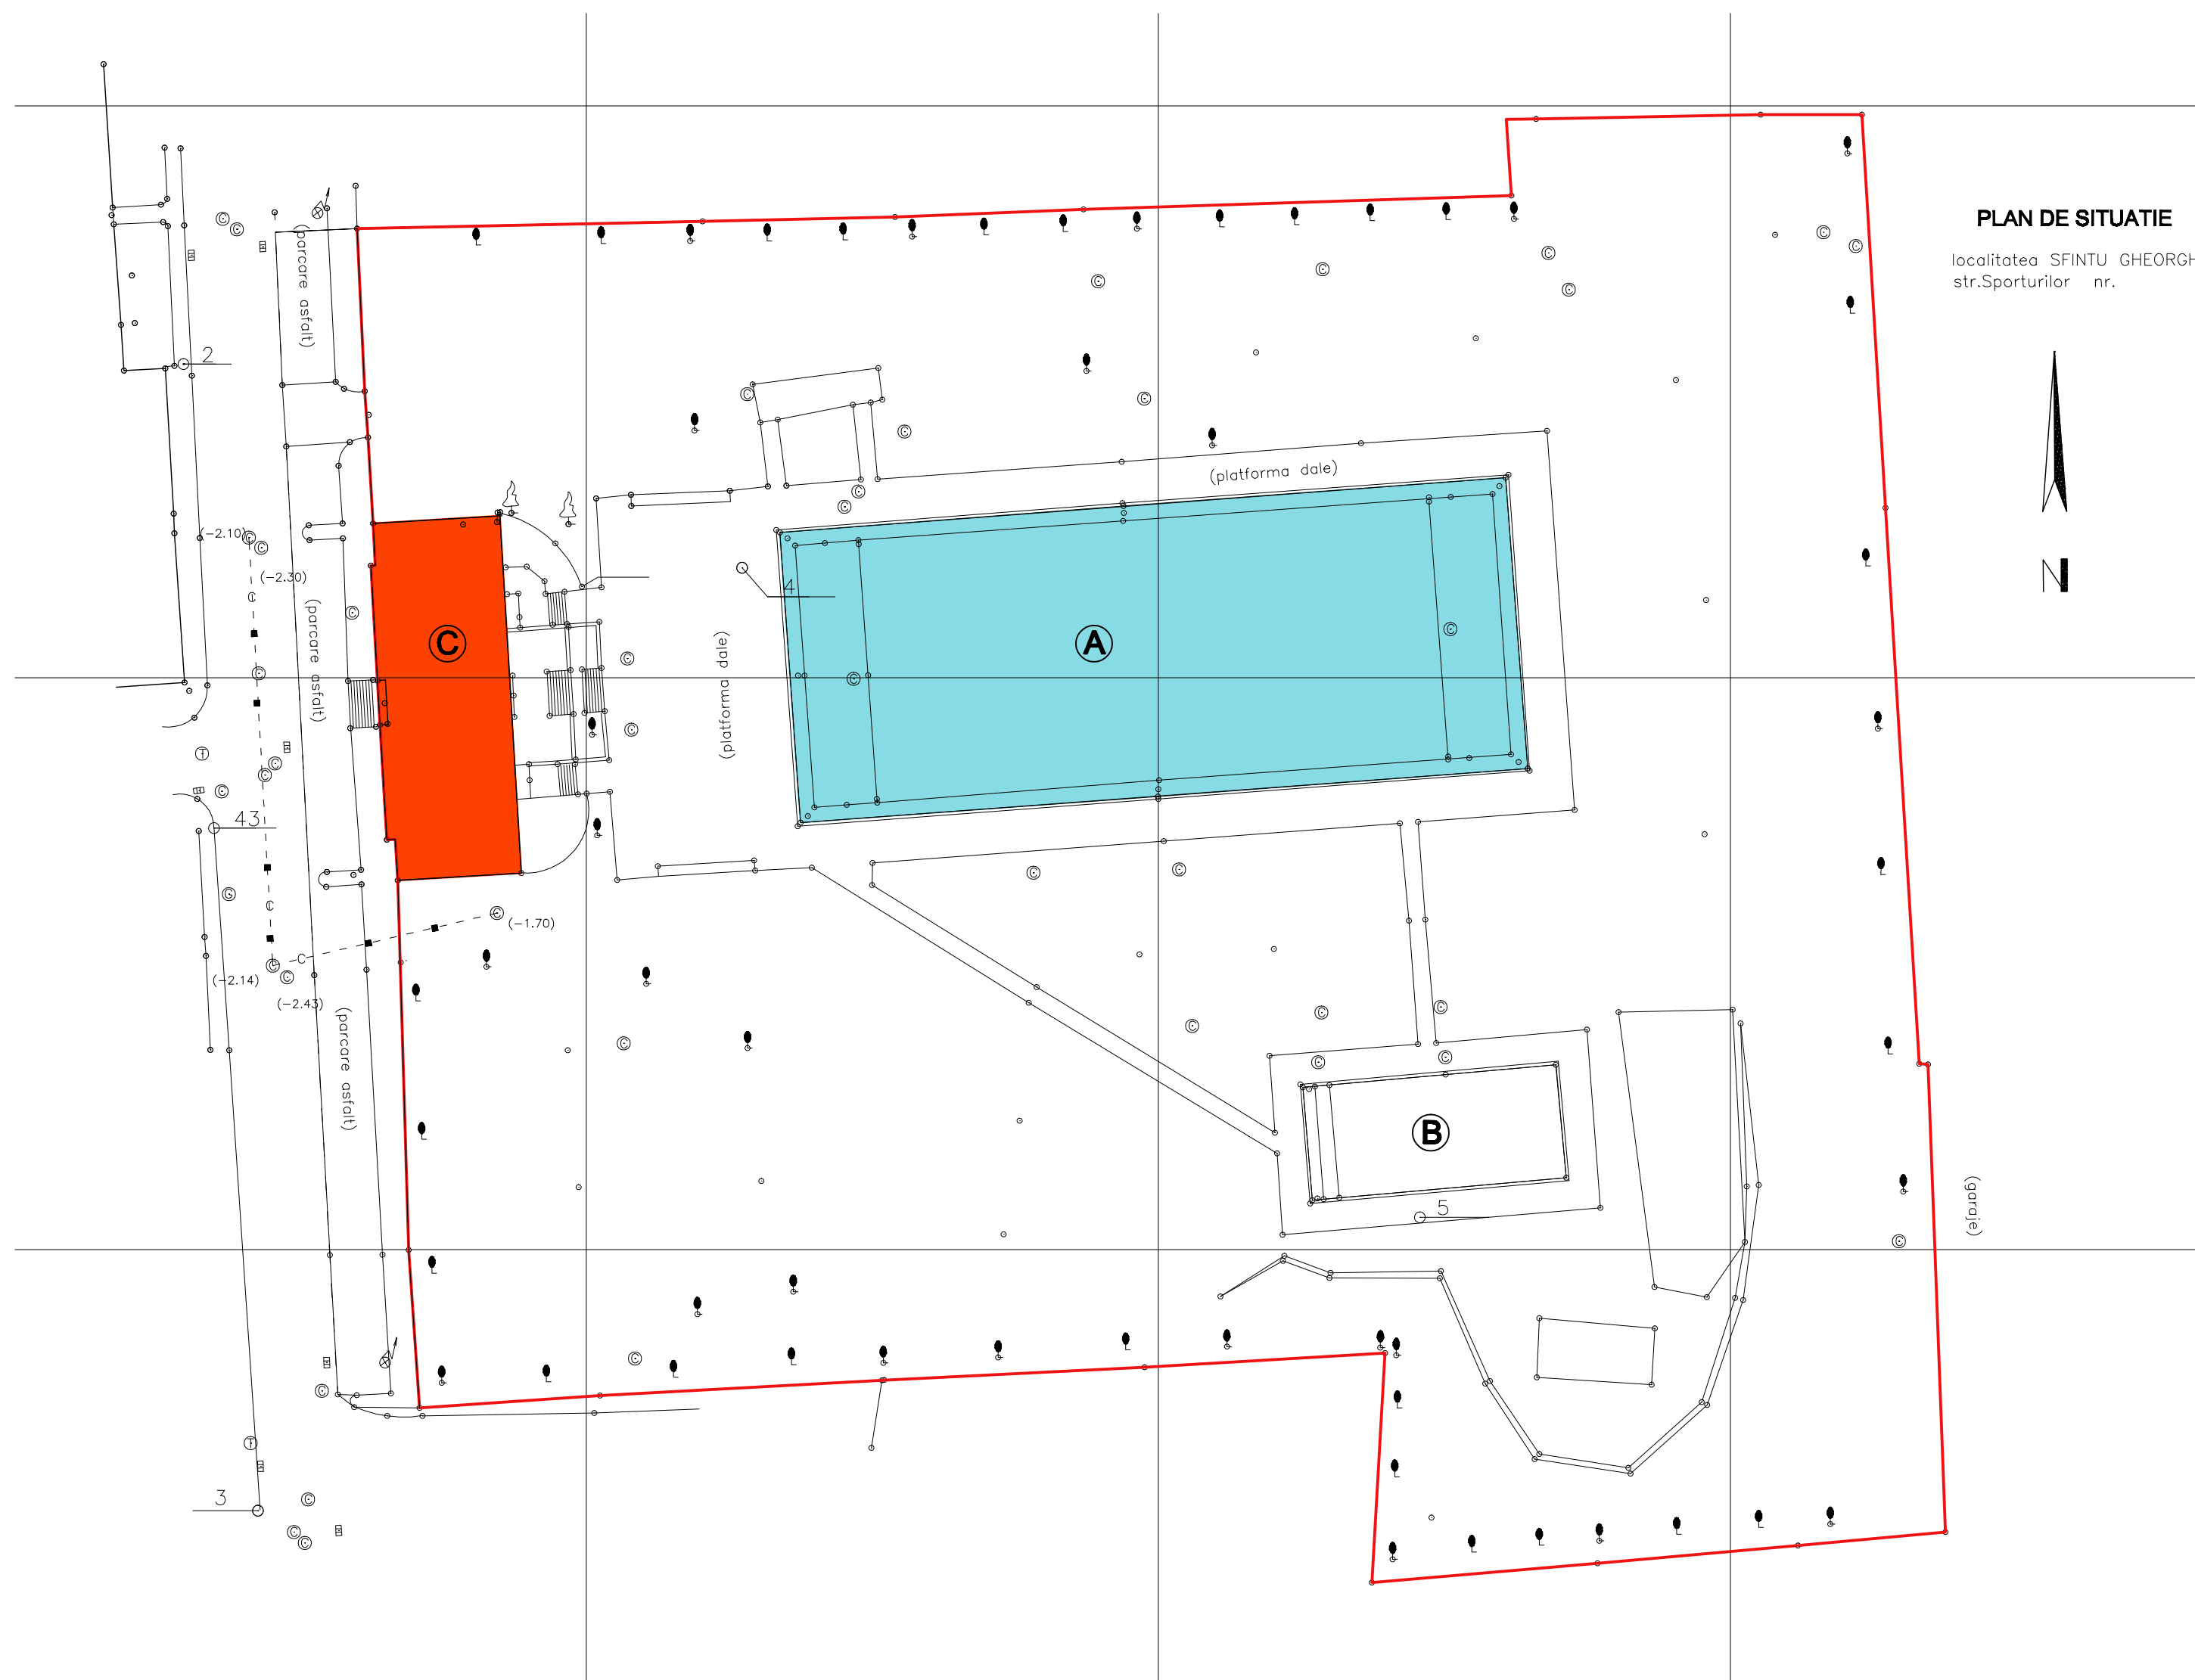 PLAN DE SITUATIE
localitatea SFINTU GHEORGH
str.Sporturilor nr.
(parcare asfalt)
2
(platforma dale)
(-2.10)
(-2.30)
C
4
C
A
(parcare asfalt)
(platforma dale)
43
C
(-1.70)
C
(-2.14)
(-2.43)
(parcare asfalt)
B
5
(garaje)
3
N